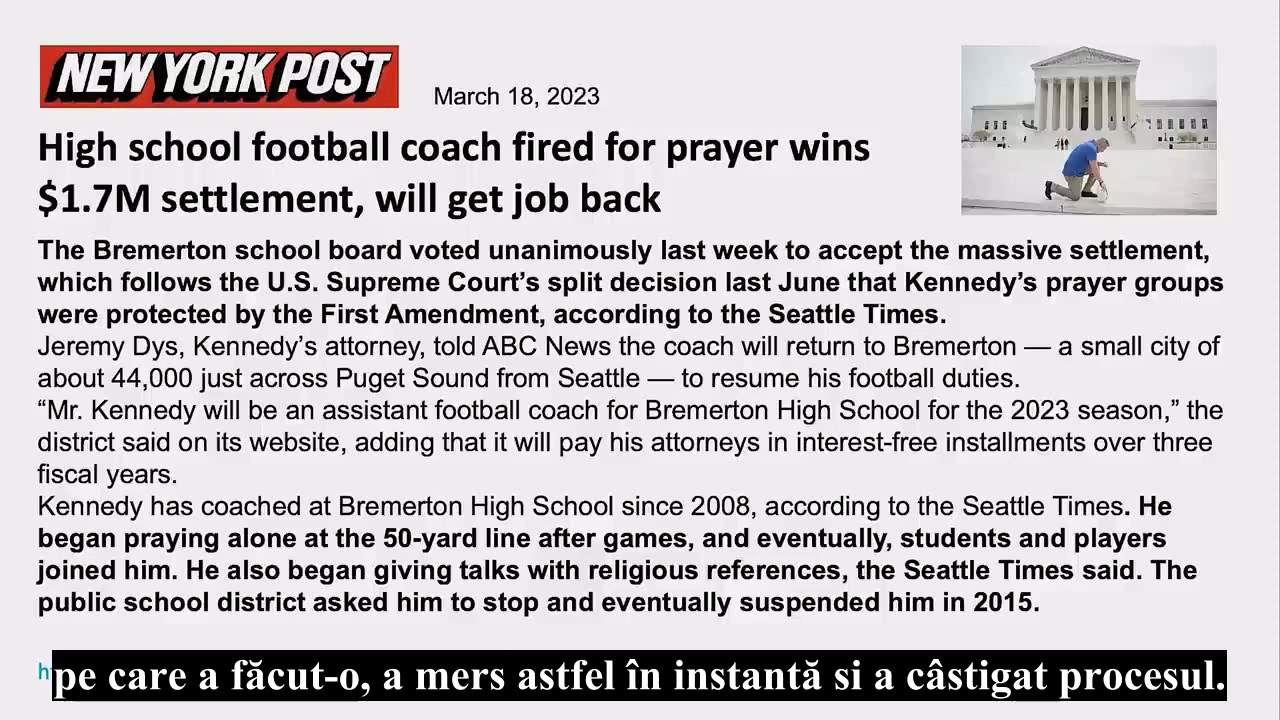 NEW YORK POST
March 18, 2023
High school football coach fired for prayer wins
$1.7M settlement, will get job back
The Bremerton school board voted unanimously last week to accept the massive settlement,
which follows the U.S. Supreme Court’s split decision last June that Kennedy’s prayer groups
were protected by the First Amendment, according to the Seattle Times.
Jeremy Dys, Kennedy’s attorney, told ABC News the coach will return to Bremerton — a small city of
about 44,000 just across Puget Sound from Seattle — to resume his football duties.
“Mr. Kennedy will be an assistant football coach for Bremerton High School for the 2023 season,” the
district said on its website, adding that it will pay his attorneys in interest-free installments over three
fiscal years.
Kennedy has coached at Bremerton High School since 2008, according to the Seattle Times. He
began praying alone at the 50-yard line after games, and eventually, students and players
joined him. He also began giving talks with religious references, the Seattle Times said. The
public school district asked him to stop and eventually suspended him in 2015.
pe care a făcut-o, a mers astfel în instantă si a câstigat procesul.